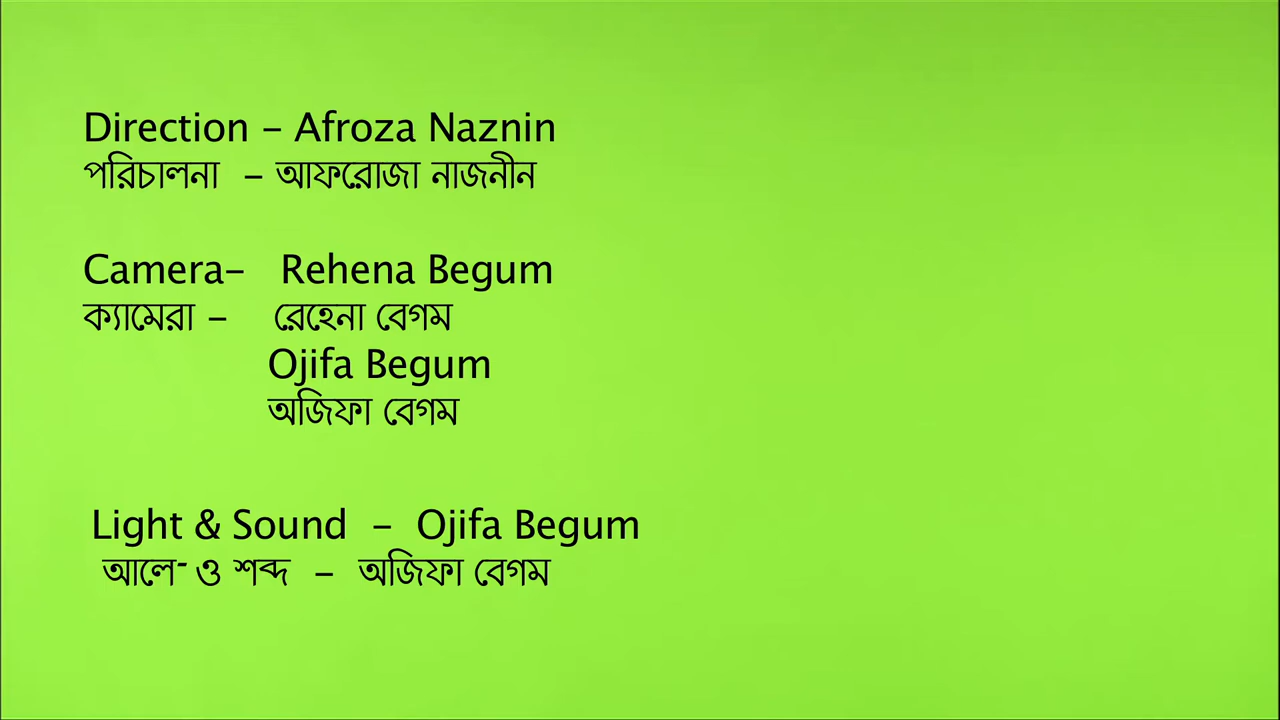 Direction - Afroza Naznin
পরিচালনা - আফরোজা নাজনীন
Camera- Rehena Begum
ক্যামেরা - রেহেনা বেগম
Ojifa Begum
অজিফা বেগম
Light & Sound - Ojifa Begum
আলে- ও শব্দ - অজিফা বেগম